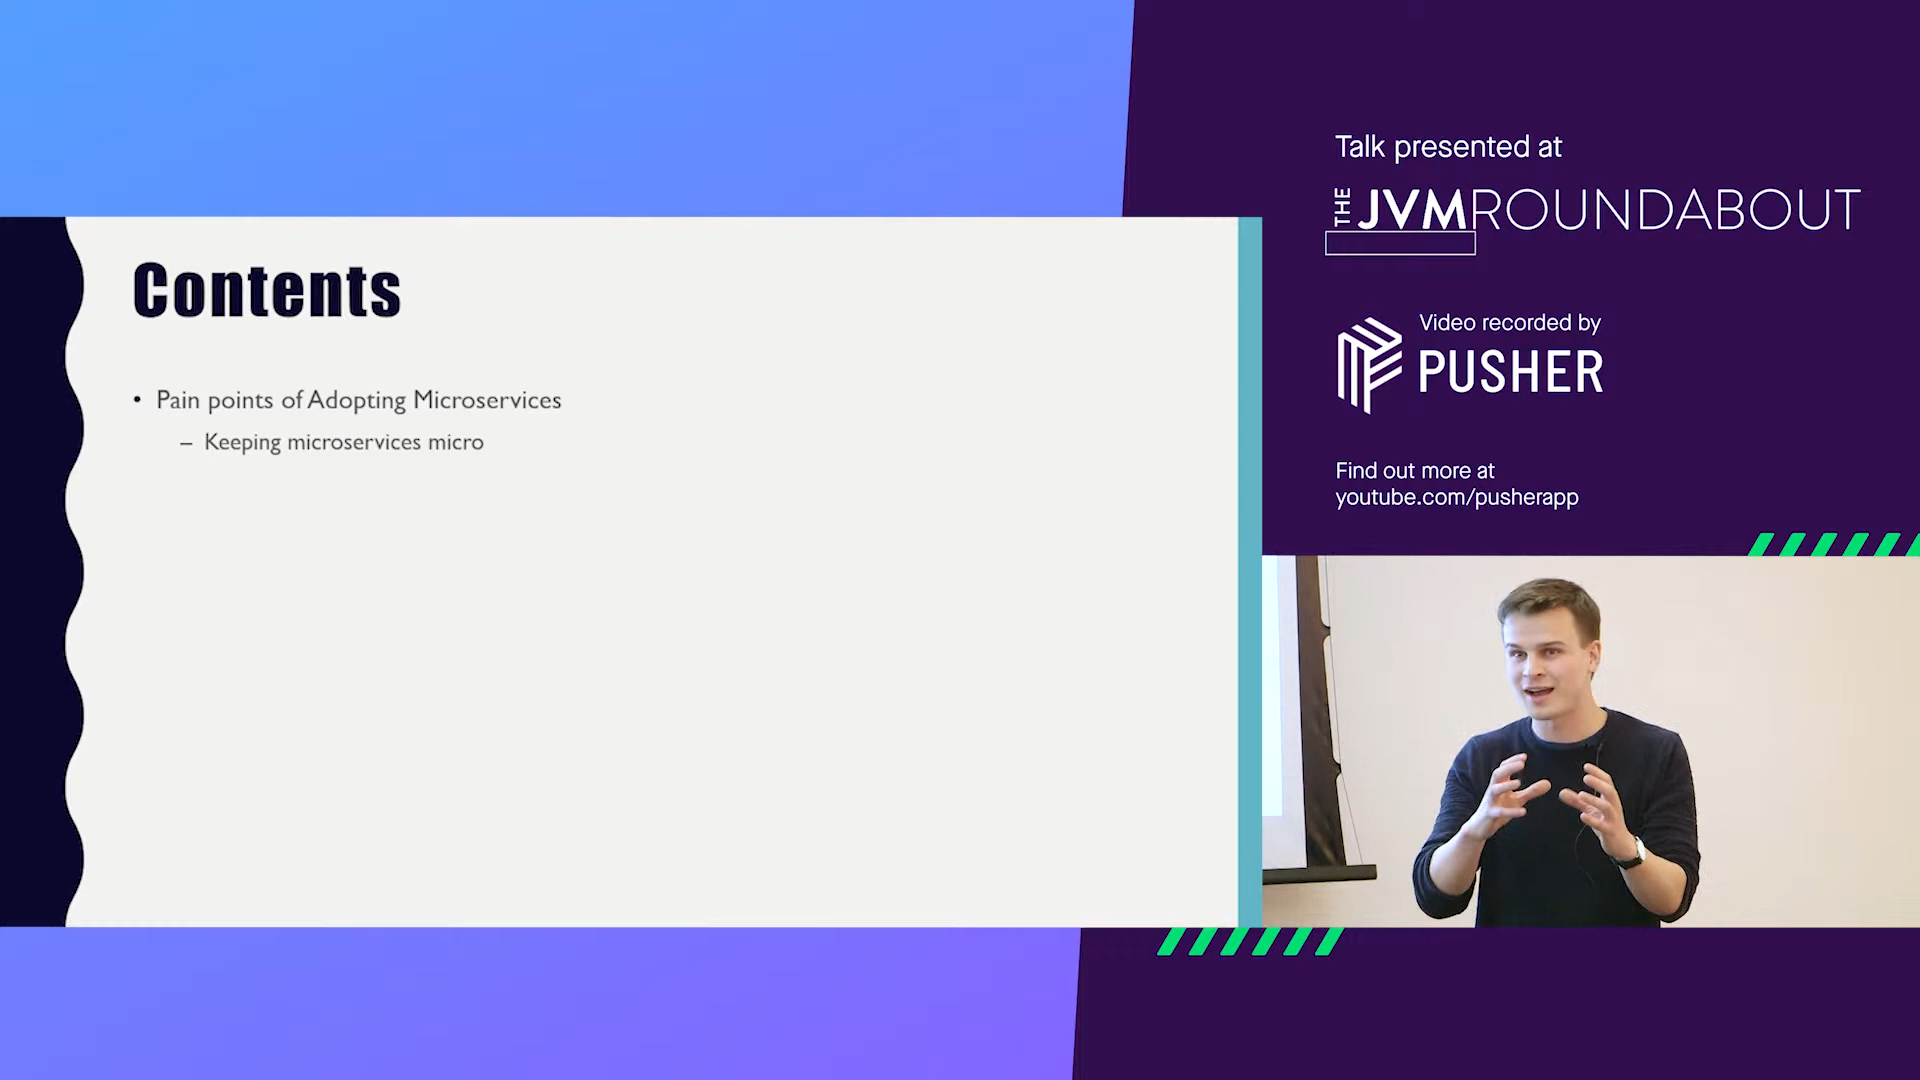 Contents
• Pain points of Adopting Microservices
– Keeping microservices micro
Talk presented at
THE JVMROUNDABOUT
Video recorded by
PUSHER
Find out more at
youtube.com/pusherapp